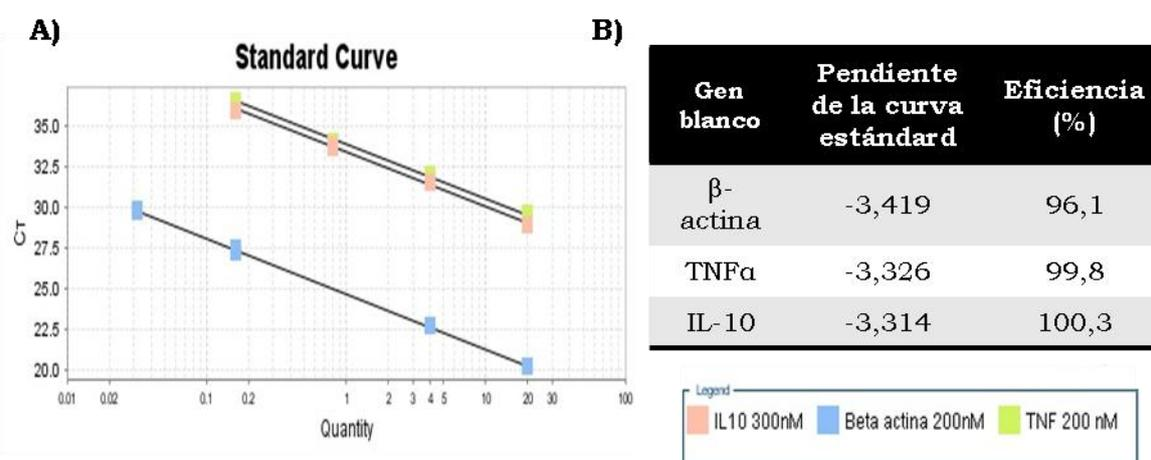 A)
Standard Curve
CT
35.0
32.5
30.0
27.5
25.0
22.5
20.0
0.01 0.02 0.1 0.2 1 2 3 4 5 10 20 30 100
Quantity
B)
Gen blanco
Pendiente de la curva estándard
Eficiencia (%)
β-actina -3,419 96,1
TNFα -3,326 99,8
IL-10 -3,314 100,3
Legend
IL10 300nM Beta actina 200nM TNF 200 nM